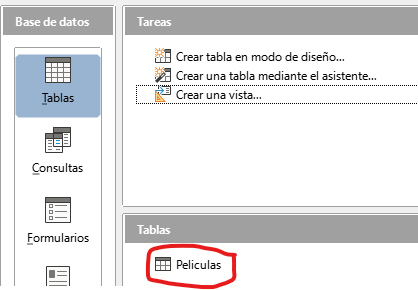 Base de datos
Tareas
Tablas
Consultas
Formularios
Crear tabla en modo de diseño...
Crear una tabla mediante el asistente...
Crear una vista...
Tablas
Peliculas